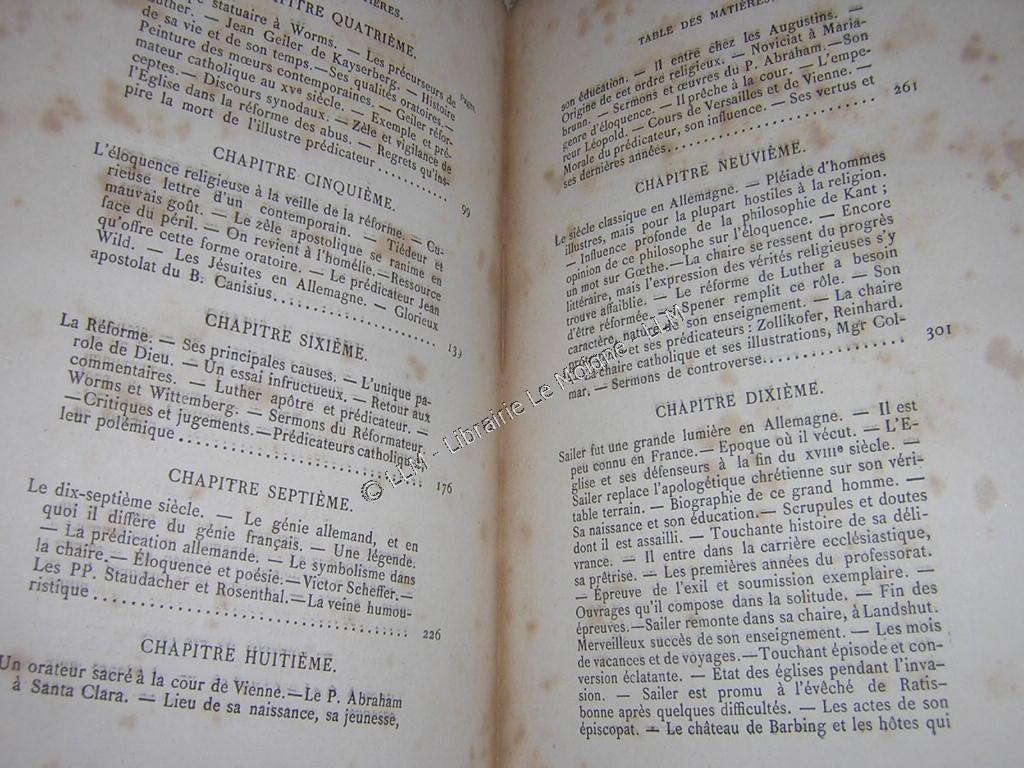 TIÈRES.
CHAPITRE QUATRIÈME.
statuaire à Worms. — Les précurseurs de
Luther. — Jean Geiler de Kayserberg. — Histoire
de sa vie et de son temps.—Ses qualités oratoires.—
Peinture des mœurs contemporaines. — Geiler réfor-
mateur catholique au XVe siècle. — Exemple et pré-
ceptes.— Discours synodaux. — Zèle et vigilance de
l'Église dans la réforme des abus. — Regrets qu'ins-
pire la mort de l'illustre prédicateur ............
Pages
99
CHAPITRE CINQUIÈME.
L'éloquence religieuse à la veille de la réforme. — Cu-
rieuse lettre d'un contemporain. — Tiédeur et
mauvais goût. — Le zèle apostolique se ranime en
face du péril. — On revient à l'homélie.—Ressource
qu'offre cette forme oratoire. — Le prédicateur Jean
Wild. — Les Jésuites en Allemagne. — Glorieux
apostolat du B. Canisius........................ 139
CHAPITRE SIXIÈME.
La Réforme. — Ses principales causes. — L'unique pa-
role de Dieu. — Un essai infructueux. — Retour aux
commentaires. — Luther apôtre et prédicateur. —
Worms et Wittemberg. — Sermons du Réformateur.
—Critiques et jugements.—Prédicateurs catholiques,
leur polémique ................................ 176
CHAPITRE SEPTIÈME.
Le dix-septième siècle. — Le génie allemand, et en
quoi il diffère du génie français. — Une légende.
— La prédication allemande. — Le symbolisme dans
la chaire.— Éloquence et poésie.—Victor Scheffer.—
Les PP. Staudacher et Rosenthal.—La veine humou-
ristique ........................................ 226
CHAPITRE HUITIÈME.
Un orateur sacré à la cour de Vienne.—Le P. Abraham
à Santa Clara. — Lieu de sa naissance, sa jeunesse,
TABLE DES MATIÈRES.
son éducation. — Il entre chez les Augustins. —
Origine de cet ordre religieux. — Noviciat à Maria-
brunn. — Sermons et œuvres du P. Abraham.—Son
genre d'éloquence. — Il prêche à la cour. — L'empe-
reur Léopold. — Cours de Versailles et de Vienne. —
Morale du prédicateur, son influence. — Ses vertus et
ses dernières années........................... 261
CHAPITRE NEUVIÈME.
Le siècle classique en Allemagne. — Pléiade d'hommes
illustres, mais pour la plupart hostiles à la religion.
— Influence profonde de la philosophie de Kant ;
opinion de ce philosophe sur l'éloquence. — Encore
un mot sur Gœthe.—La chaire se ressent du progrès
littéraire, mais l'expression des vérités religieuses s'y
trouve affaiblie. — Le réforme de Luther a besoin
d'être réformée. — Spener remplit ce rôle. — Son
caractère, nature de son enseignement. — La chaire
et ses prédicateurs : Zollikofer, Reinhard.
chaire catholique et ses illustrations, Mgr Col-
mar. — Sermons de controverse.................. 301
CHAPITRE DIXIÈME.
Sailer fut une grande lumière en Allemagne. — Il est
peu connu en France.— Epoque où il vécut. — L'E-
glise et ses défenseurs à la fin du XVIIIe siècle. —
Sailer replace l'apologétique chrétienne sur son véri-
table terrain. — Biographie de ce grand homme. —
Sa naissance et son éducation.— Scrupules et doutes
dont il est assailli. — Touchante histoire de sa déli-
vrance. — Il entre dans la carrière ecclésiastique,
sa prêtrise. — Les premières années du professorat.
— Épreuve de l'exil et soumission exemplaire. —
Ouvrages qu'il compose dans la solitude. — Fin des
épreuves.—Sailer remonte dans sa chaire, à Landshut.
Merveilleux succès de son enseignement. — Les mois
de vacances et de voyages.—Touchant épisode et con-
version éclatante. — État des églises pendant l'inva-
sion. — Sailer est promu à l'évêché de Ratis-
bonne après quelques difficultés. — Les actes de son
épiscopat. — Le château de Barbing et les hôtes qui
© LLM - Librairie Le Moïone - LLM